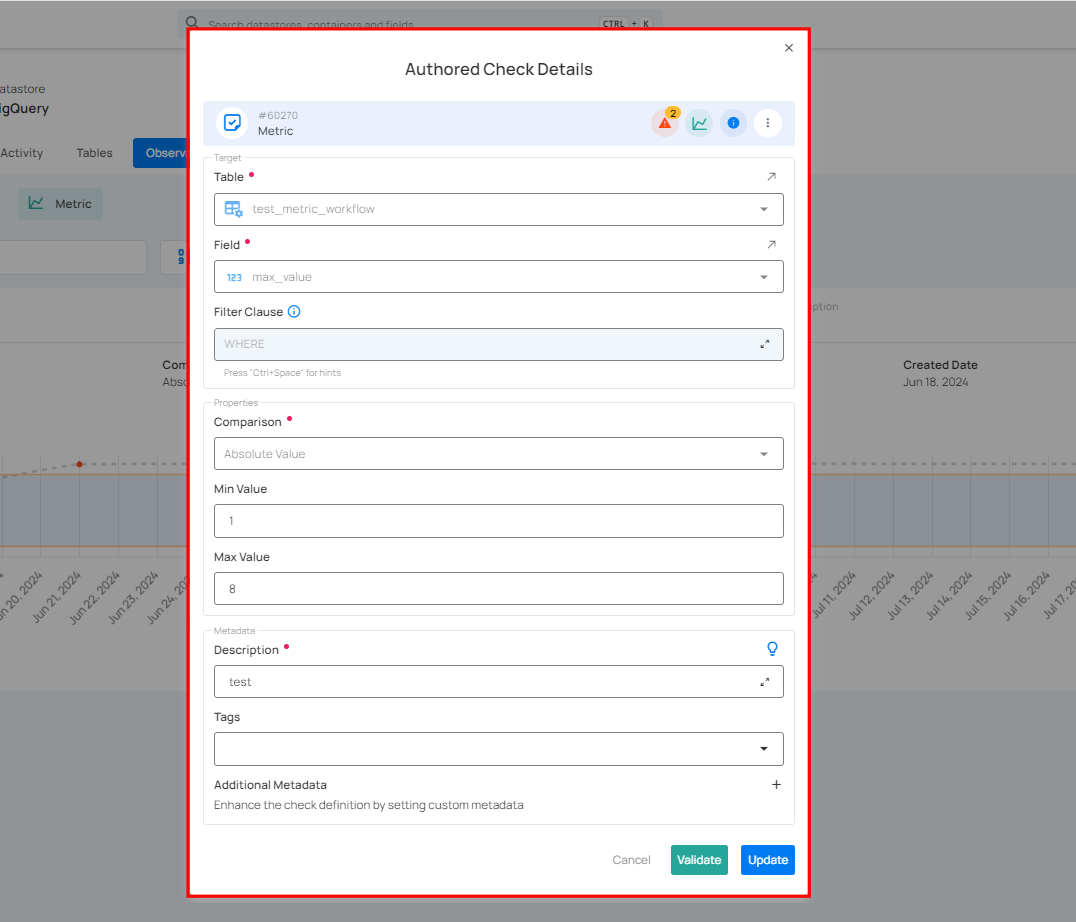 Search datastores, containers and fields
CTRL + K
Authored Check Details
atastore
igQuery
#60270
Metric
2
Activity
Tables
Observ
Target
Table
test_metric_workflow
Metric
Field
123 max_value
09
Filter Clause
WHERE
Press "Ctrl+Space" for hints
ption
Com
Abso
Created Date
Jun 18, 2024
Properties
Comparison
Absolute Value
Min Value
1
Max Value
8
un 20, 2024
Jun 21, 2024
Jun 22, 2024
Jun 23, 2024
Jun 24, 20
Jul 11, 2024
Jul 12, 2024
Jul 13, 2024
Jul 14, 2024
Jul 15, 2024
Jul 16, 2024
Jul 17, 2
Metadata
Description
test
Tags
Additional Metadata
Enhance the check definition by setting custom metadata
Cancel
Validate
Update